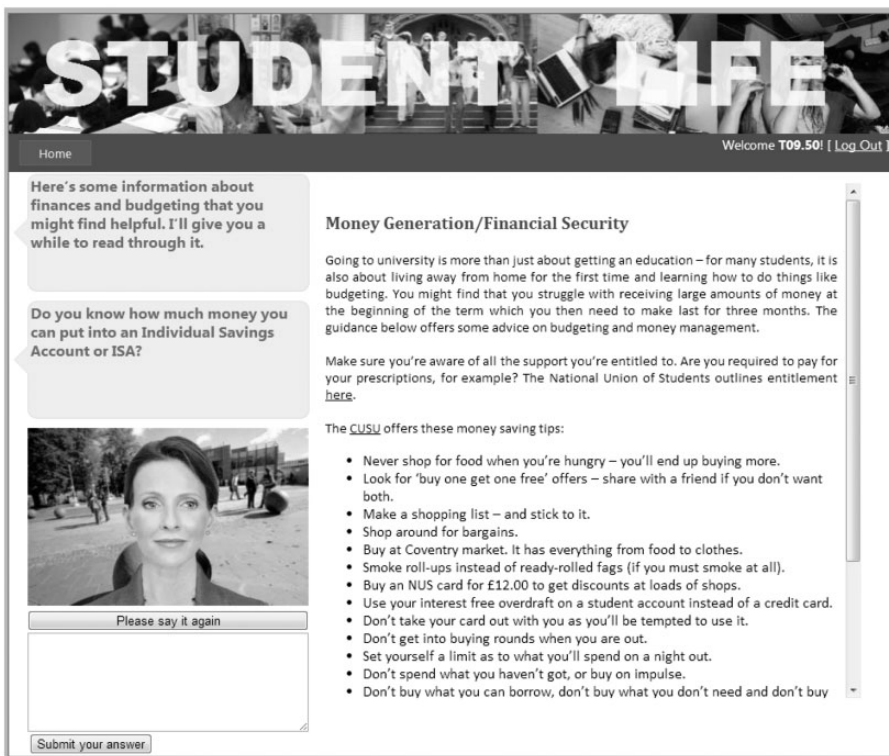 STUDENT LIFE
Welcome T09.50! [ Log Out ]
Home
Here's some information about
finances and budgeting that you
might find helpful. I'll give you a
while to read through it.
Do you know how much money you
can put into an Individual Savings
Account or ISA?
Please say it again
Submit your answer
Money Generation/Financial Security
Going to university is more than just about getting an education – for many students, it is
also about living away from home for the first time and learning how to do things like
budgeting. You might find that you struggle with receiving large amounts of money at
the beginning of the term which you then need to make last for three months. The
guidance below offers some advice on budgeting and money management.
Make sure you're aware of all the support you're entitled to. Are you required to pay for
your prescriptions, for example? The National Union of Students outlines entitlement
here.
The CUSU offers these money saving tips:
• Never shop for food when you're hungry – you'll end up buying more.
• Look for 'buy one get one free' offers – share with a friend if you don't want
both.
• Make a shopping list – and stick to it.
• Shop around for bargains.
• Buy at Coventry market. It has everything from food to clothes.
• Smoke roll-ups instead of ready-rolled fags (if you must smoke at all).
• Buy an NUS card for £12.00 to get discounts at loads of shops.
• Use your interest free overdraft on a student account instead of a credit card.
• Don't take your card out with you as you'll be tempted to use it.
• Don't get into buying rounds when you are out.
• Set yourself a limit as to what you'll spend on a night out.
• Don't spend what you haven't got, or buy on impulse.
• Don't buy what you can borrow, don't buy what you don't need and don't buy